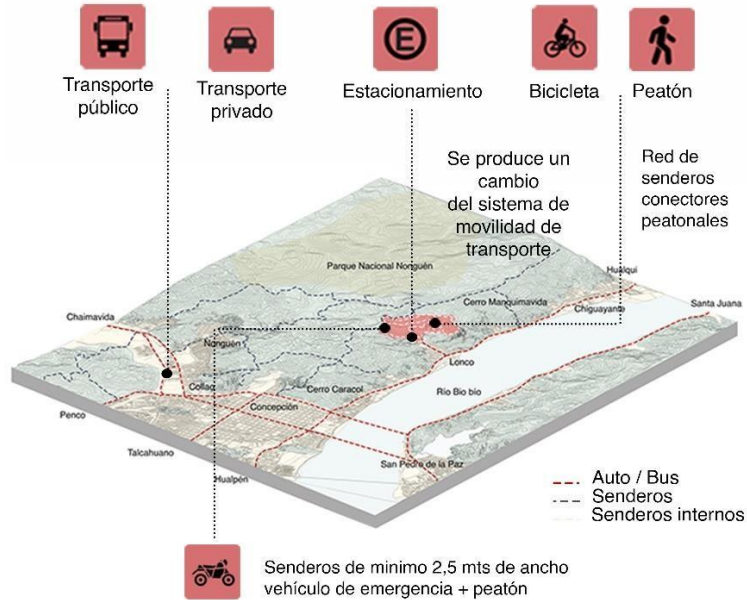 E
Transporte
público
Transporte
privado
Estacionamiento
Bicicleta
Peatón
Se produce un
cambio
del sistema de
movilidad de
transporte
Red de
senderos
conectores
peatonales
Parque Nacional Nonguén
Hualqui
Santa Juana
Cerro Manquimavida
Chiguayante
Chaimavida
Nonguén
Lonco
Collao
Cerro Caracol
Río Bio bio
Penco
Concepción
Talcahuano
San Pedro de la Paz
Hualpén
Auto / Bus
Senderos
Senderos internos
Senderos de minimo 2,5 mts de ancho
vehículo de emergencia + peatón